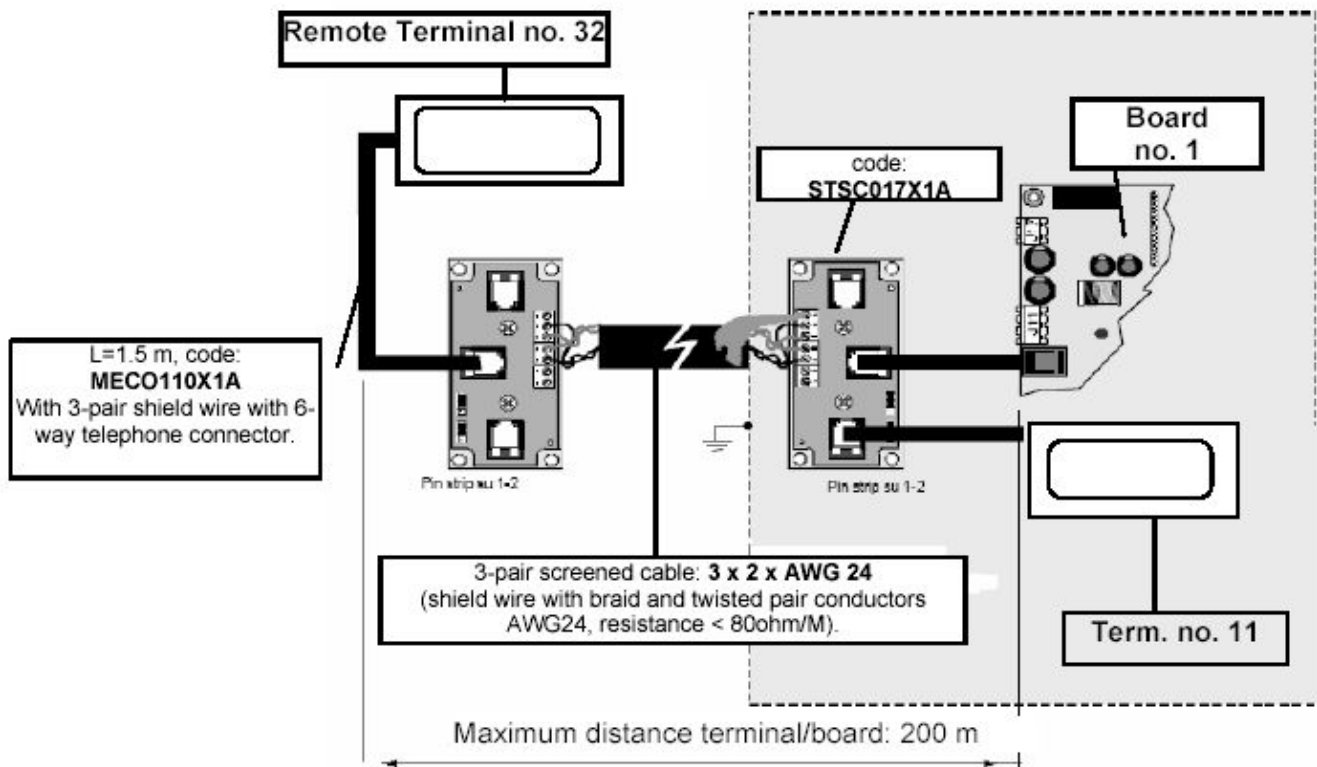 Remote Terminal no. 32
Board
no. 1
code:
STSC017X1A
L=1.5 m, code:
MECO110X1A
With 3-pair shield wire with 6-
way telephone connector.
Pin strip su 1-2
Pin strip su 1-2
3-pair screened cable: 3 x 2 x AWG 24
(shield wire with braid and twisted pair conductors
AWG24, resistance < 80ohm/M).
Term. no. 11
Maximum distance terminal/board: 200 m